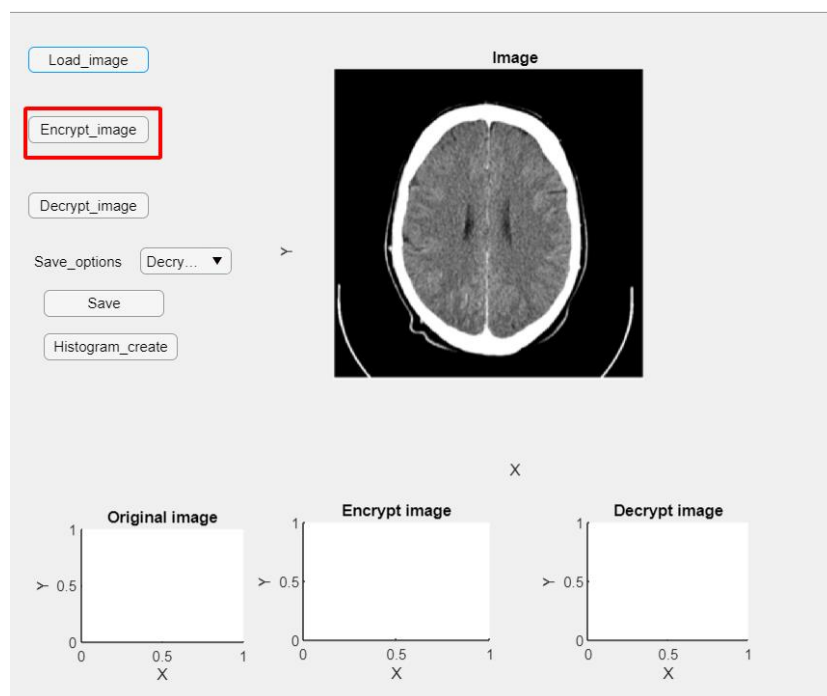 Load_image
Encrypt_image
Decrypt_image
Save_options Decry... ▼
Save
Histogram_create
Image
Y
X
Original image
1
0.5
0
Y
0 0.5 1
X
Encrypt image
1
0.5
0
Y
0 0.5 1
X
Decrypt image
1
0.5
0
Y
0 0.5 1
X